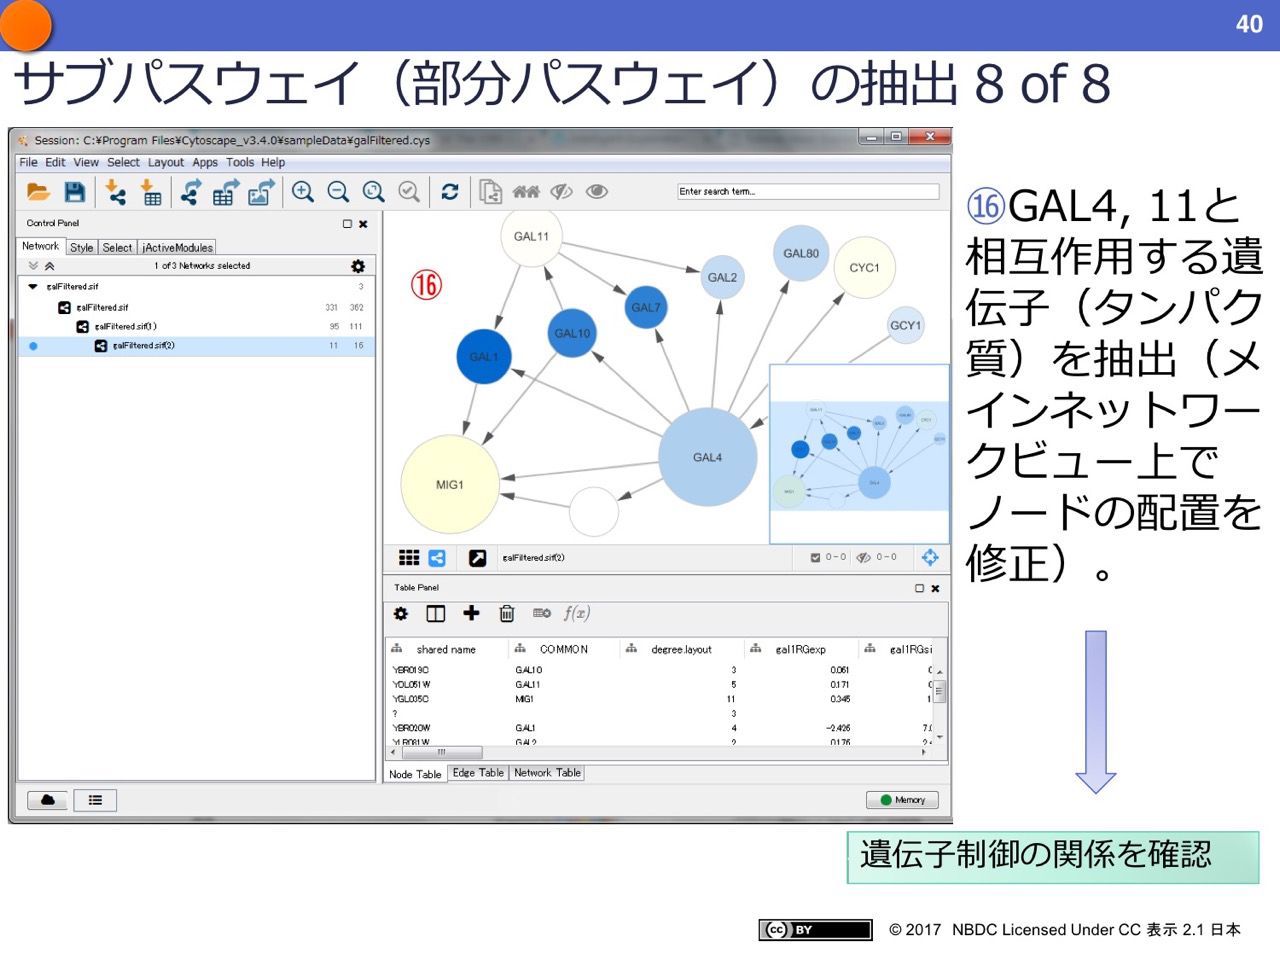 40
サブパスウェイ（部分パスウェイ）の抽出 8 of 8
Session: C:¥Program Files¥Cytoscape_v3.4.0¥sampleData¥galFiltered.cys
File Edit View Select Layout Apps Tools Help
Enter search term...
Control Panel
Network Style Select jActiveModules
1 of 3 Networks selected
galFiltered.sif 3
galFiltered.sif 331 362
galFiltered.sif(1) 95 111
galFiltered.sif(2) 11 16
⑯
GAL11
GAL80
CYC1
GAL2
GAL7
GCY1
GAL10
GAL1
GAL4
MIG1
galFiltered.sif(2)
0 - 0 0 - 0
Table Panel
f(x)
shared name COMMON degree.layout gal1RGexp gal1RGsi
YBR019C GAL10 3 0.061
YOL051W GAL11 5 0.171
YGL035C MIG1 11 0.345 1
? 3
YBR020W GAL1 4 -2.426 7.
YLR081W GAL2 2 0.175 2.
Node Table Edge Table Network Table
Memory
⑯GAL4, 11と
相互作用する遺
伝子（タンパク
質）を抽出（メ
インネットワー
クビュー上で
ノードの配置を
修正）。
遺伝子制御の関係を確認
cc BY
© 2017 NBDC Licensed Under CC 表示 2.1 日本